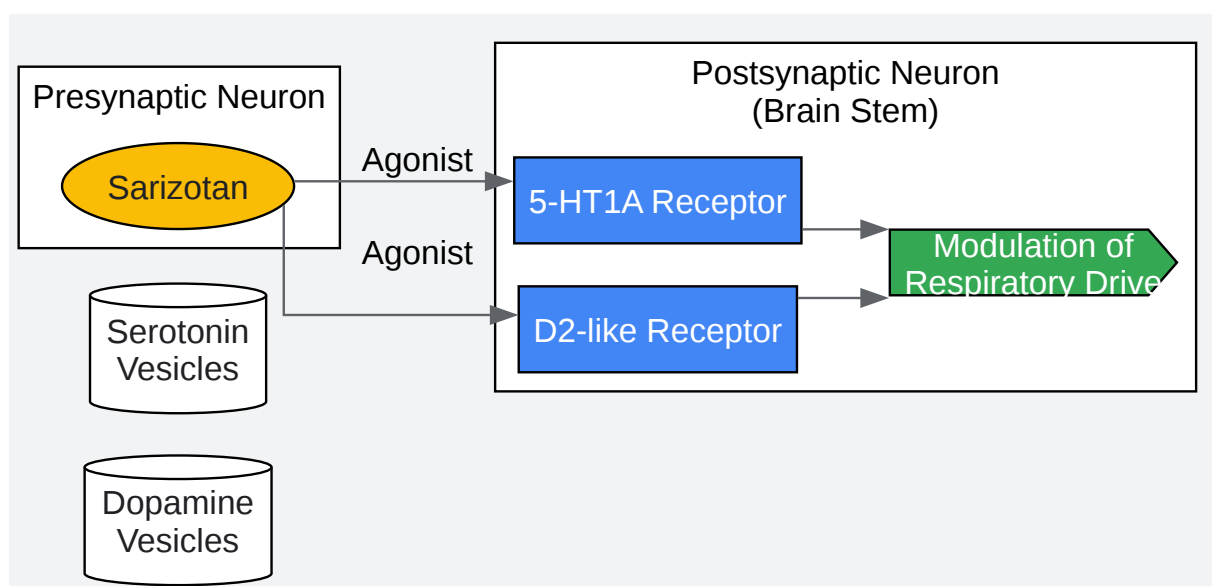 Presynaptic Neuron
Sarizotan
Serotonin
Vesicles
Dopamine
Vesicles
Agonist
Agonist
Postsynaptic Neuron
(Brain Stem)
5-HT1A Receptor
D2-like Receptor
Modulation of
Respiratory Drive